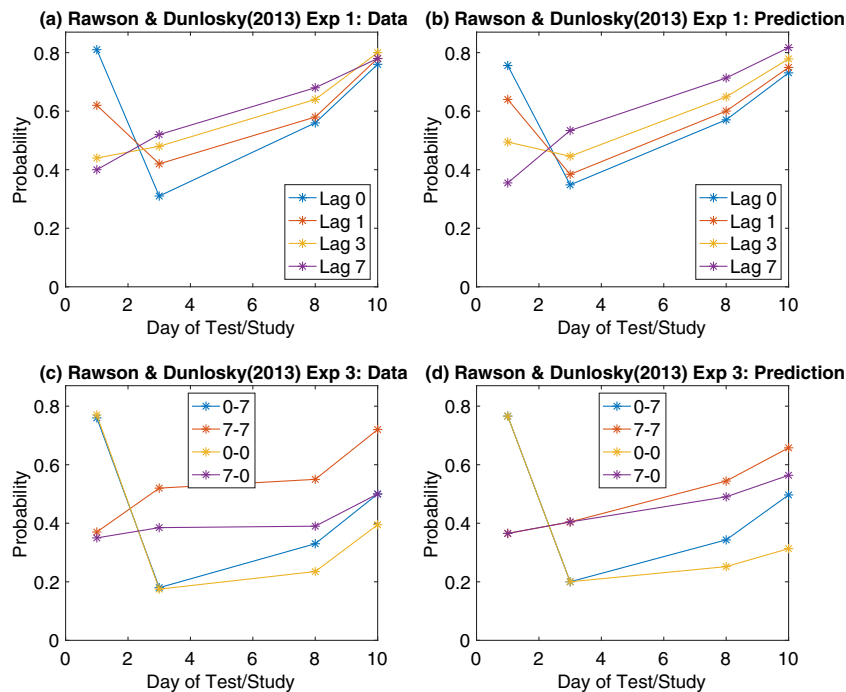 (a) Rawson & Dunlosky(2013) Exp 1: Data
Probability
0.8
0.6
0.4
0.2
0
0
2
4
6
8
10
Lag 0
Lag 1
Lag 3
Lag 7
Day of Test/Study
(b) Rawson & Dunlosky(2013) Exp 1: Prediction
Probability
0.8
0.6
0.4
0.2
0
0
2
4
6
8
10
Lag 0
Lag 1
Lag 3
Lag 7
Day of Test/Study
(c) Rawson & Dunlosky(2013) Exp 3: Data
Probability
0.8
0.6
0.4
0.2
0
0
2
4
6
8
10
0-7
7-7
0-0
7-0
Day of Test/Study
(d) Rawson & Dunlosky(2013) Exp 3: Prediction
Probability
0.8
0.6
0.4
0.2
0
0
2
4
6
8
10
0-7
7-7
0-0
7-0
Day of Test/Study